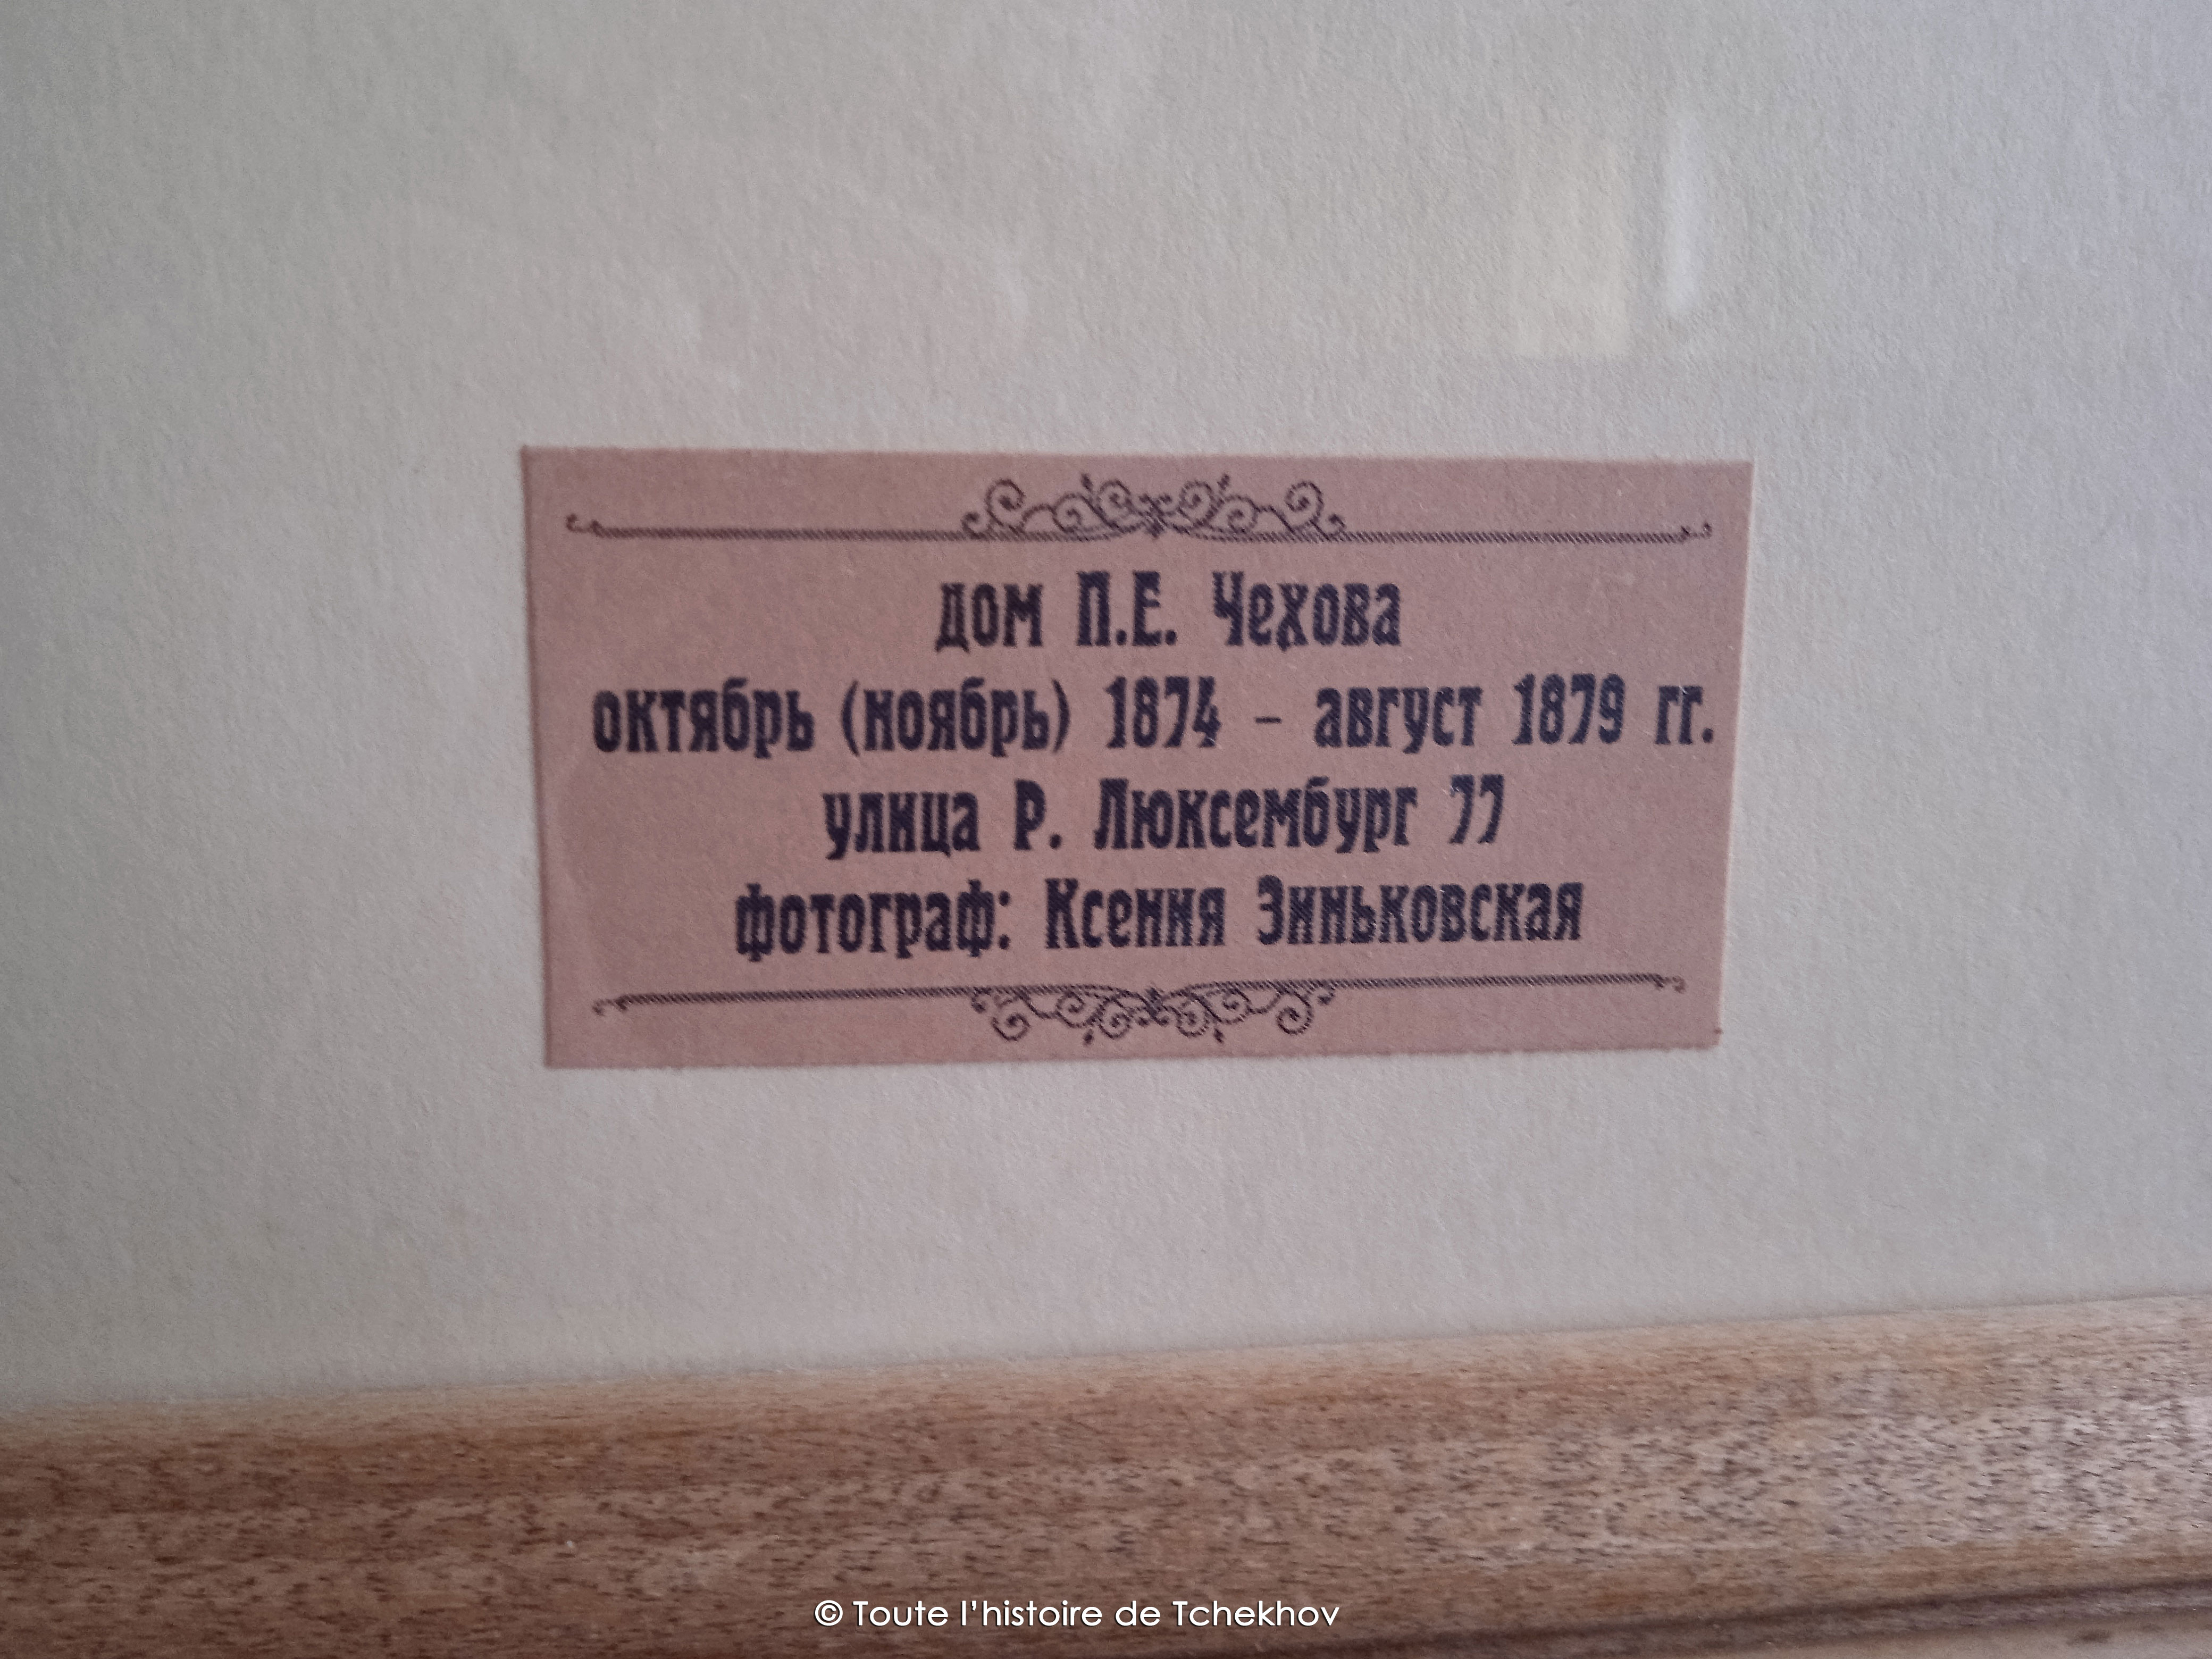 дом П.Е. Чехова
октябрь (ноябрь) 1874 – август 1879 гг.
улица Р. Люксембург 77
фотограф: Ксения Зиньковская
© Toute l'histoire de Tchekhov